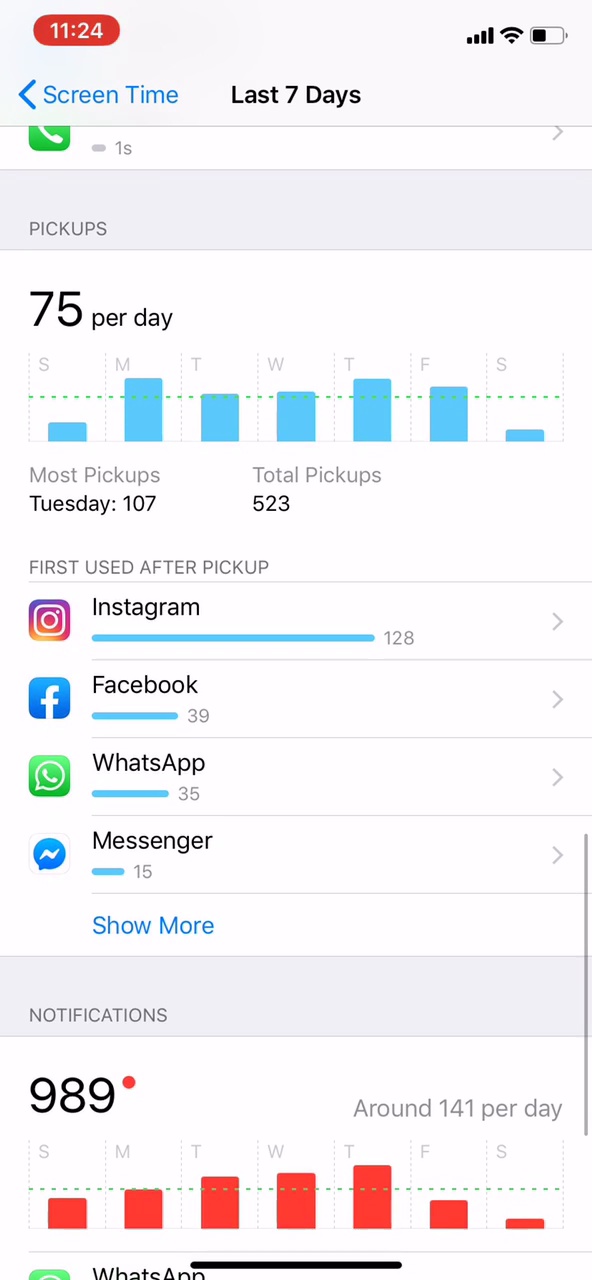 11:24
Screen Time Last 7 Days
1s
PICKUPS
75 per day
S M T W T F S
Most Pickups Total Pickups
Tuesday: 107 523
FIRST USED AFTER PICKUP
Instagram
128
Facebook
39
WhatsApp
35
Messenger
15
Show More
NOTIFICATIONS
989 Around 141 per day
S M T W T F S
WhatsApp